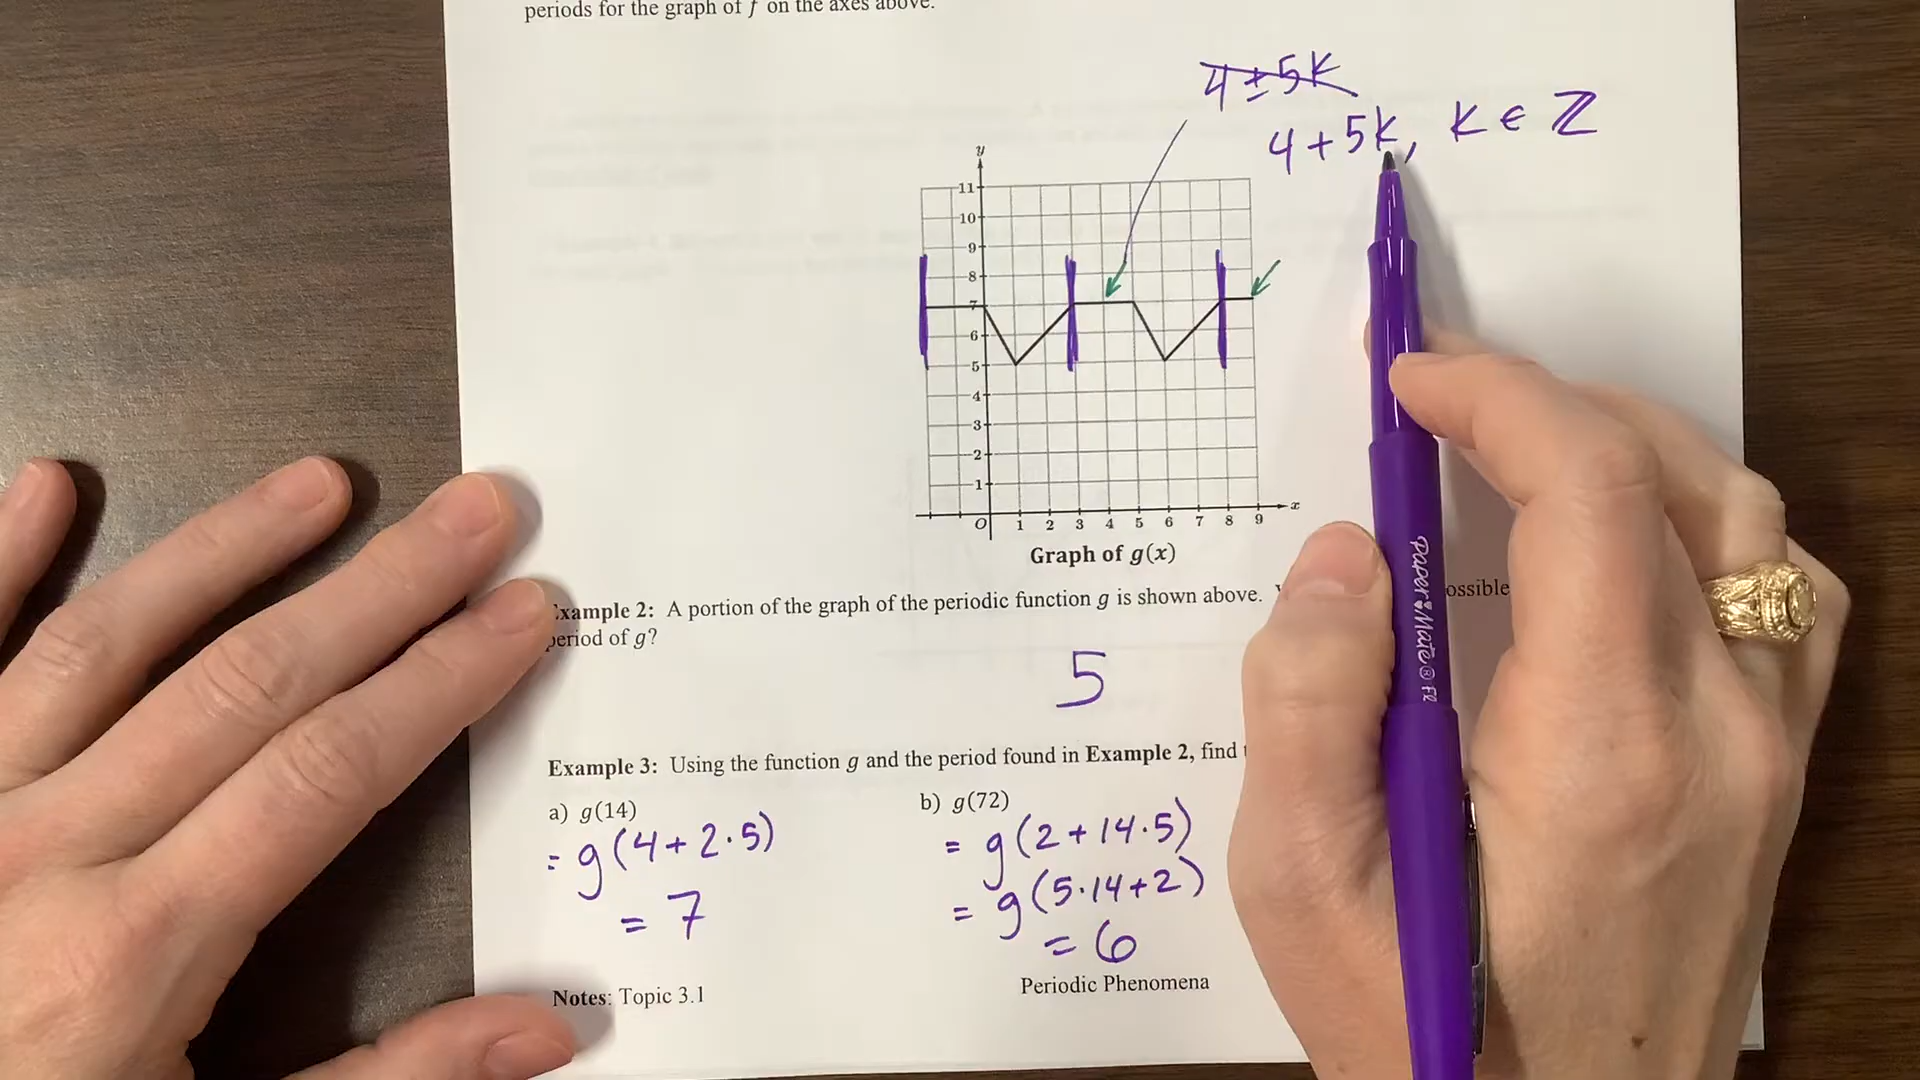 periods for the graph of f on the axes above.
4 ± 5k
4 + 5k, k ∈ ℤ
y
11
10
9
8
7
6
5
4
3
2
1
O 1 2 3 4 5 6 7 8 9 x
Graph of g(x)
Example 2: A portion of the graph of the periodic function g is shown above. ossible
period of g?
5
Example 3: Using the function g and the period found in Example 2, find
a) g(14)
= g(4+2·5)
= 7
b) g(72)
= g(2+14·5)
= g(5·14+2)
= 6
Notes: Topic 3.1
Periodic Phenomena
Paper Mate®